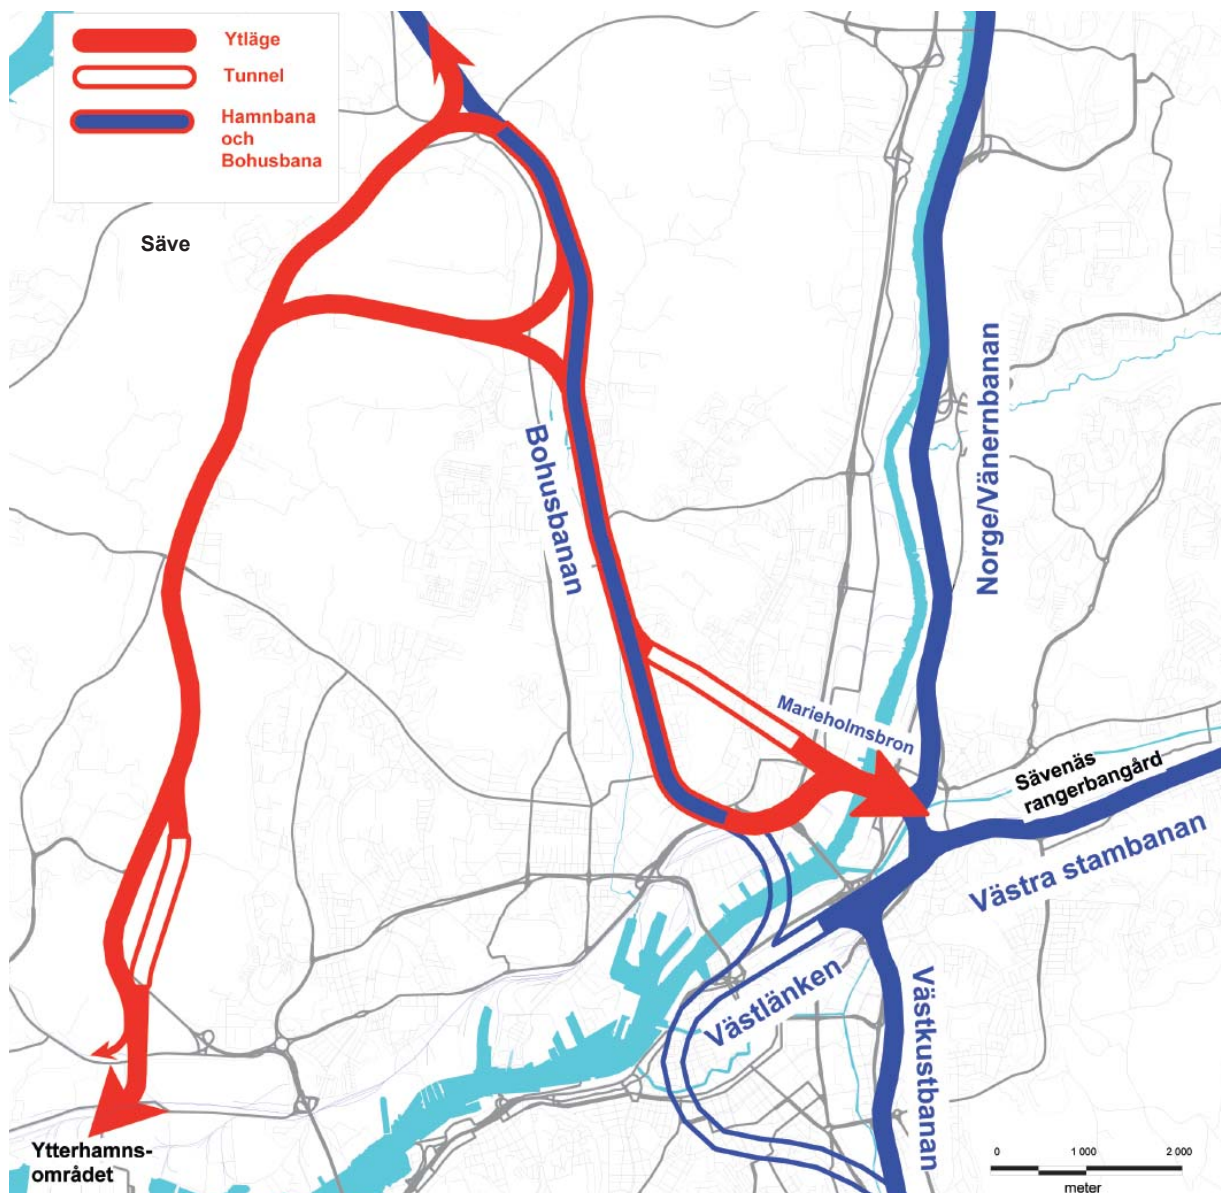 Ytläge
Tunnel
Hamnbana
och
Bohusbana
Säve
Norge/Vänernbanan
Bohusbanan
Marieholmsbron
Sävenäs
rangerbangård
Västra stambanan
Västlänken
Västkustbanan
Ytterhamns-
området
0 1 000 2 000
meter